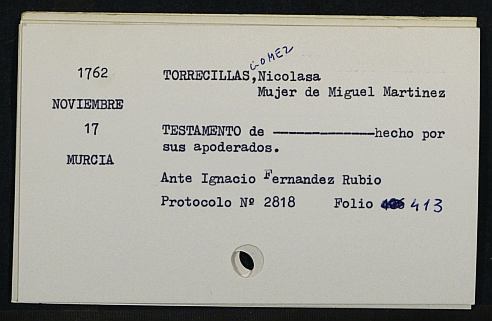 1762
NOVIEMBRE
17
MURCIA
GOMEZ
TORRECILLAS, Nicolasa
Mujer de Miguel Martinez
TESTAMENTO de --------------hecho por
sus apoderados.
Ante Ignacio Fernandez Rubio
Protocolo Nº 2818 Folio 413